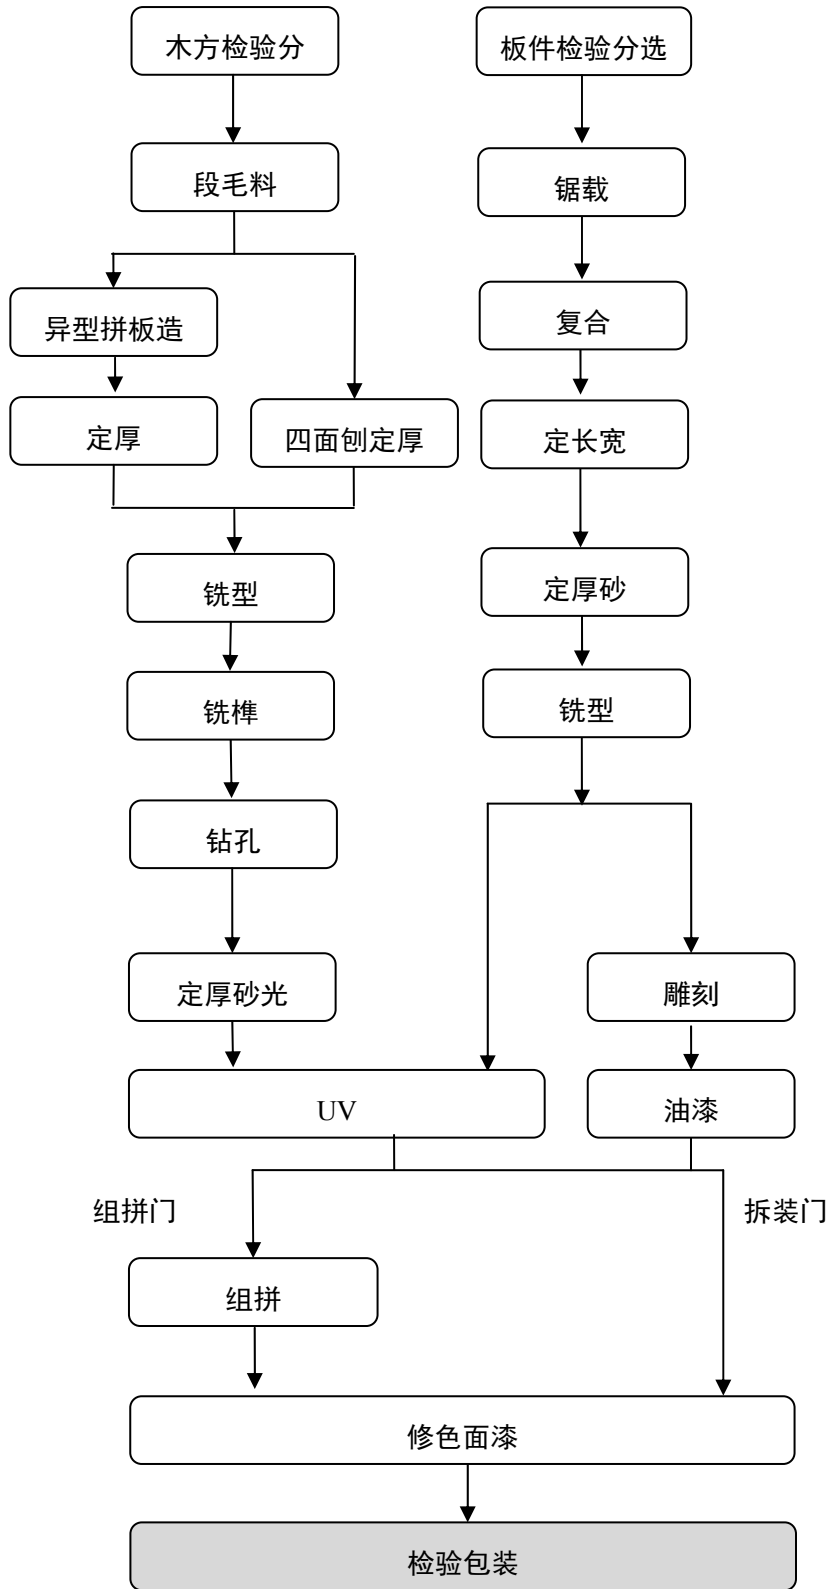 木方检验分
板件检验分选
段毛料
锯载
异型拼板造
复合
定厚
四面刨定厚
定长宽
铣型
定厚砂
铣榫
铣型
钻孔
定厚砂光
雕刻
UV
油漆
组拼门
拆装门
组拼
修色面漆
检验包装